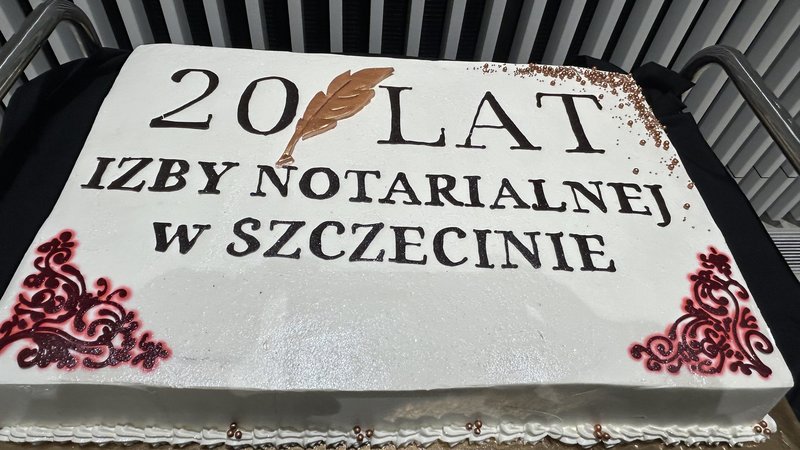 20 LAT
IZBY NOTARIALNEJ
W SZCZECINIE